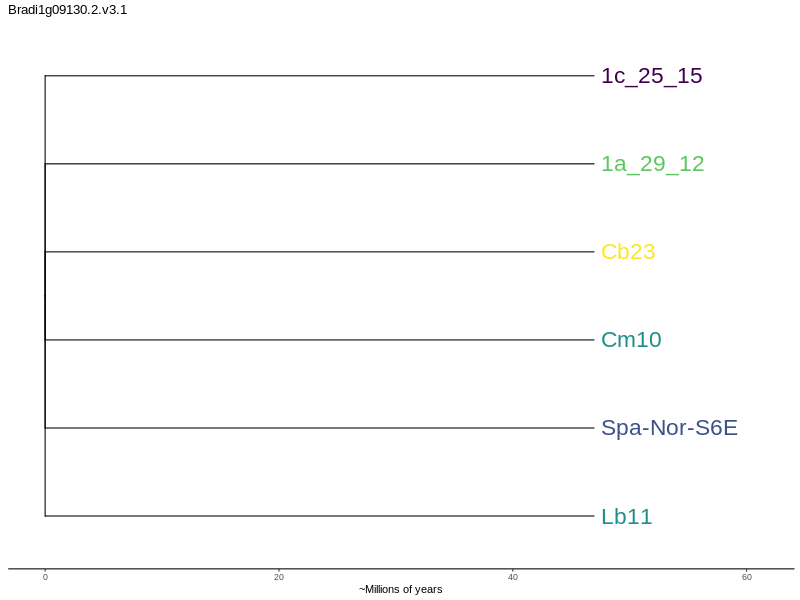 Bradi1g09130.2.v3.1
1c_25_15
1a_29_12
Cb23
Cm10
Spa-Nor-S6E
Lb11
0 20 40 60
~Millions of years